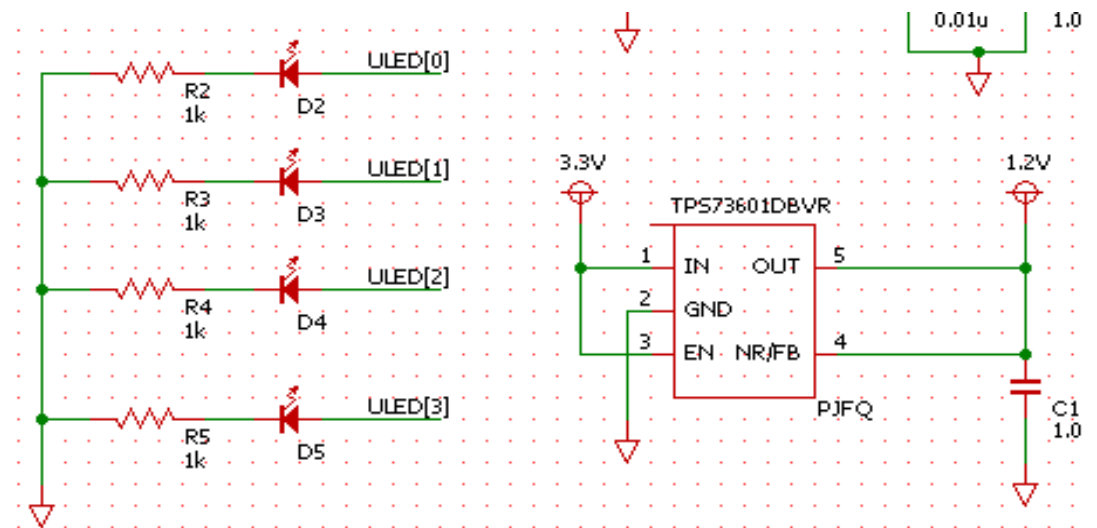 0.01u
1.0
ULED[0]
R2
1k
D2
ULED[1]
R3
1k
D3
ULED[2]
R4
1k
D4
ULED[3]
R5
1k
D5
3.3V
1.2V
TPS73601DBVR
1 IN OUT 5
2 GND
3 EN NR/FB 4
PJFQ
C1
1.0